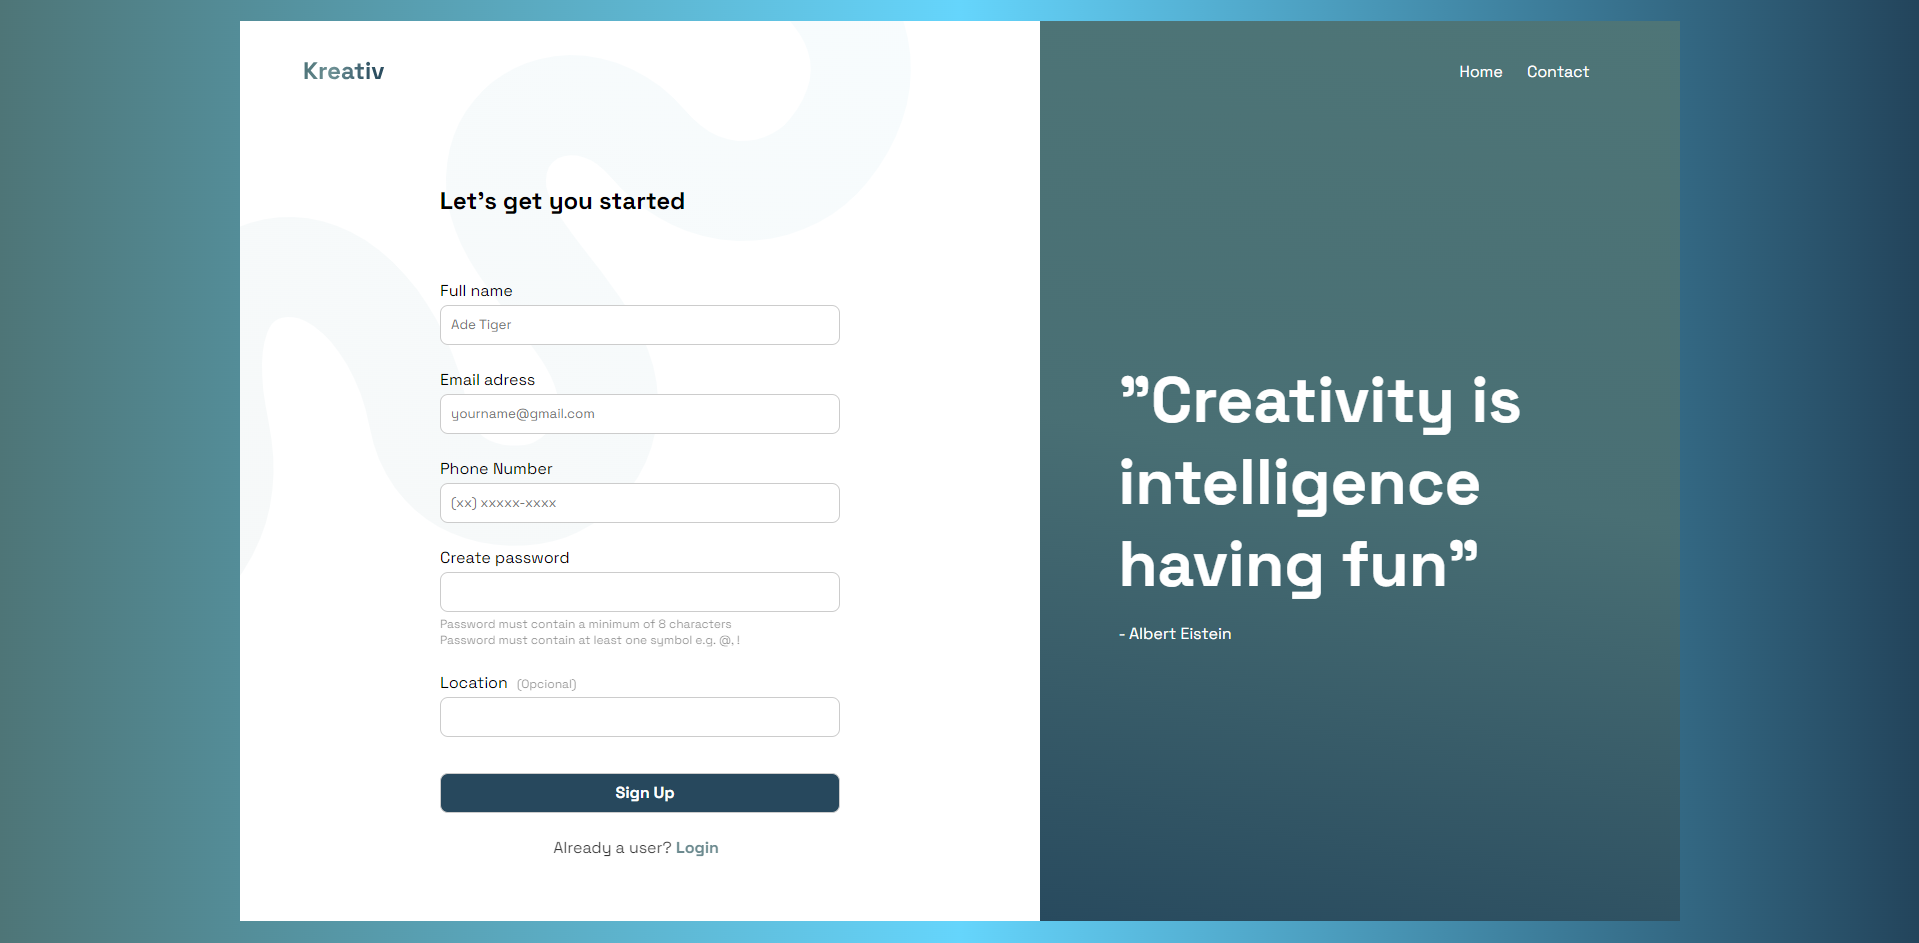 Kreativ
Home Contact
Let’s get you started
Full name
Ade Tiger
Email adress
yourname@gmail.com
Phone Number
(xx) xxxxx-xxxx
Create password
Password must contain a minimum of 8 characters
Password must contain at least one symbol e.g. @, !
Location (Opcional)
Sign Up
Already a user? Login
”Creativity is
intelligence
having fun”
- Albert Eistein